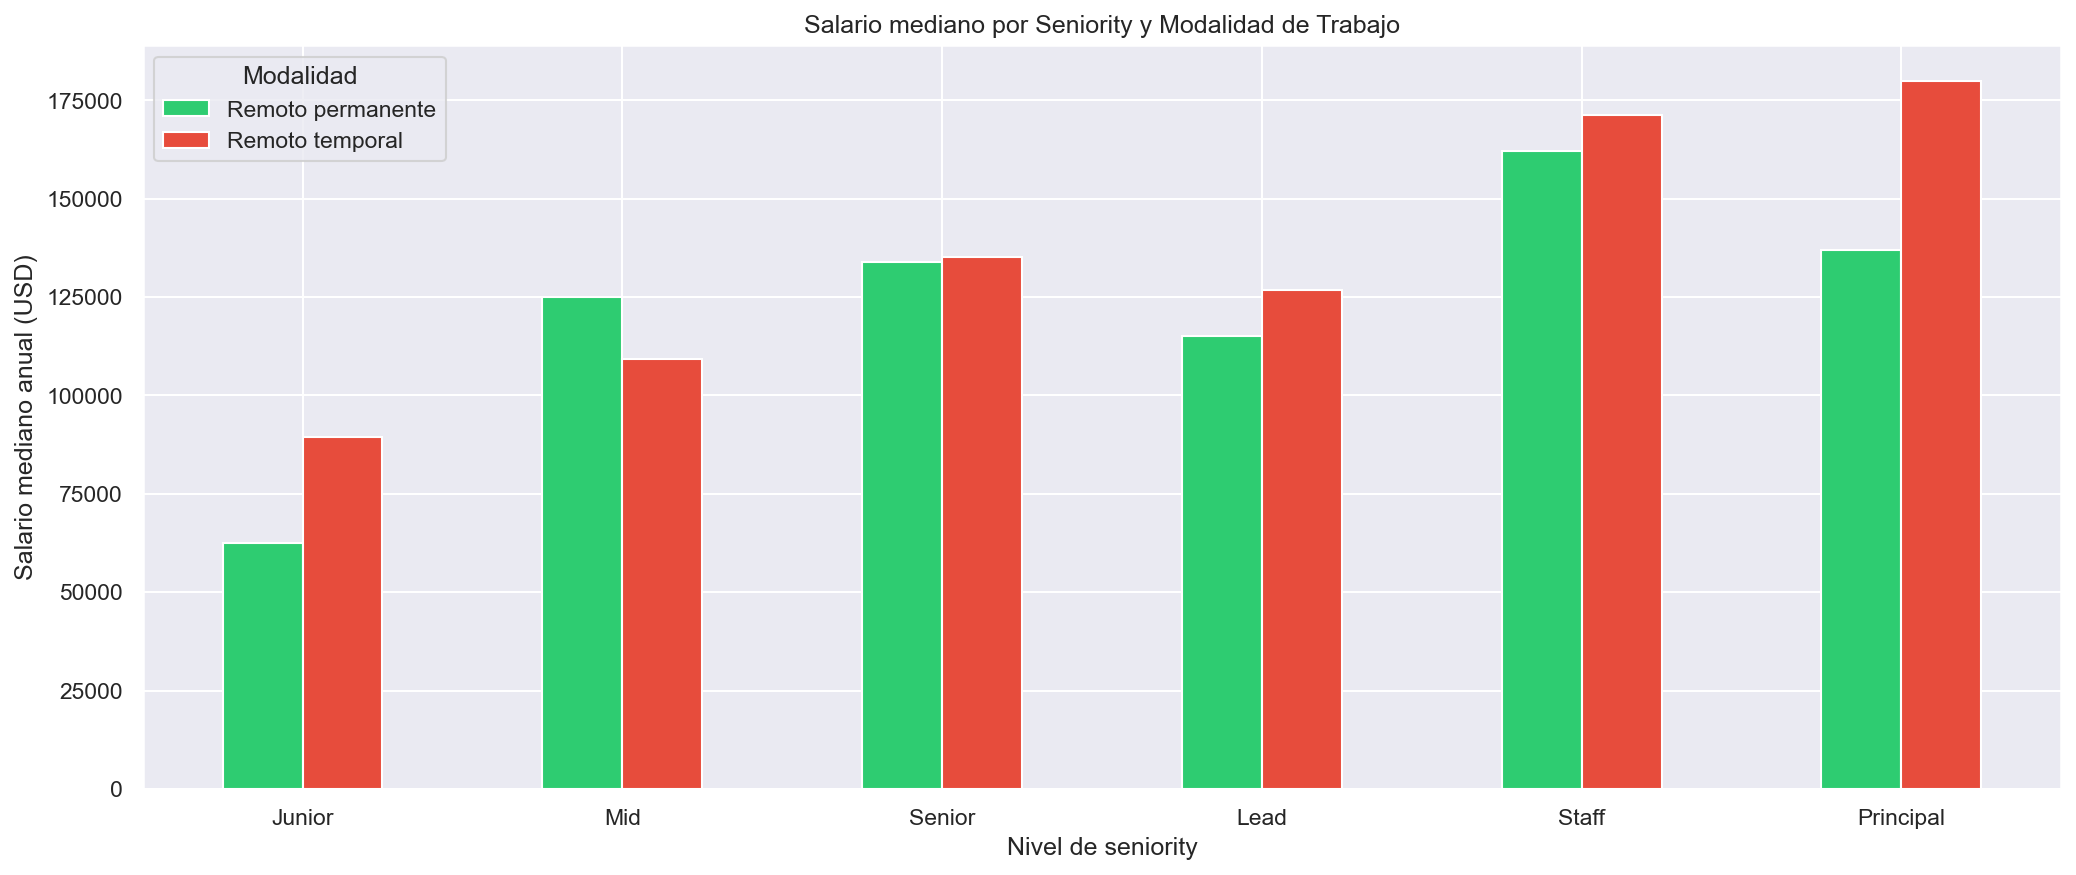 Salario mediano por Seniority y Modalidad de Trabajo
Modalidad
Remoto permanente
Remoto temporal
Salario mediano anual (USD)
175000
150000
125000
100000
75000
50000
25000
0
Junior
Mid
Senior
Lead
Staff
Principal
Nivel de seniority